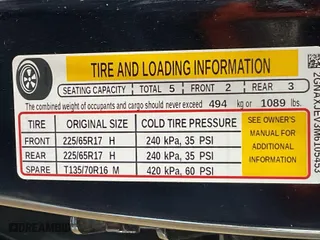 TIRE AND LOADING INFORMATION
SEATING CAPACITY | TOTAL 5 | FRONT 2 | REAR 3
The combined weight of occupants and cargo should never exceed 494 kg or 1089 lbs.
TIRE ORIGINAL SIZE COLD TIRE PRESSURE
FRONT 225/65R17 H 240 kPa, 35 PSI
REAR 225/65R17 H 240 kPa, 35 PSI
SPARE T135/70R16 M 420 kPa, 60 PSI
SEE OWNER'S
MANUAL FOR
ADDITIONAL
INFORMATION
2GNAXJEV3M6105453